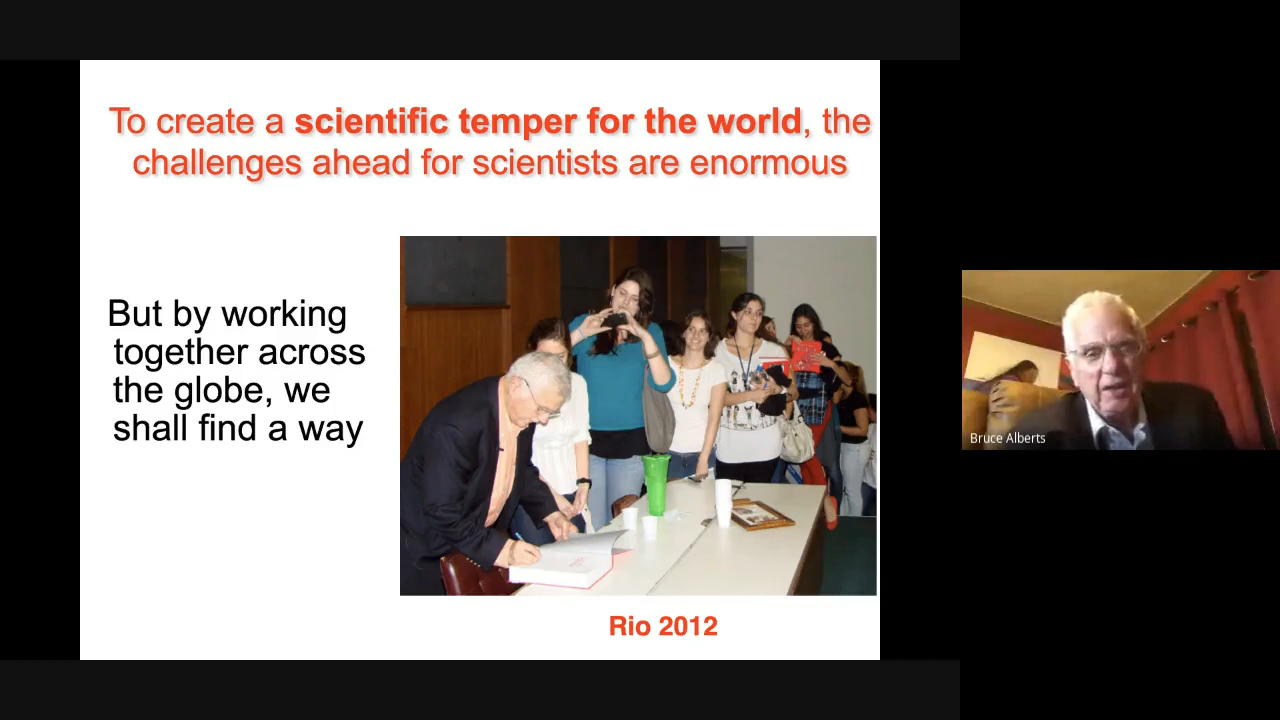 To create a scientific temper for the world, the
challenges ahead for scientists are enormous
But by working
together across
the globe, we
shall find a way
Rio 2012
Bruce Alberts